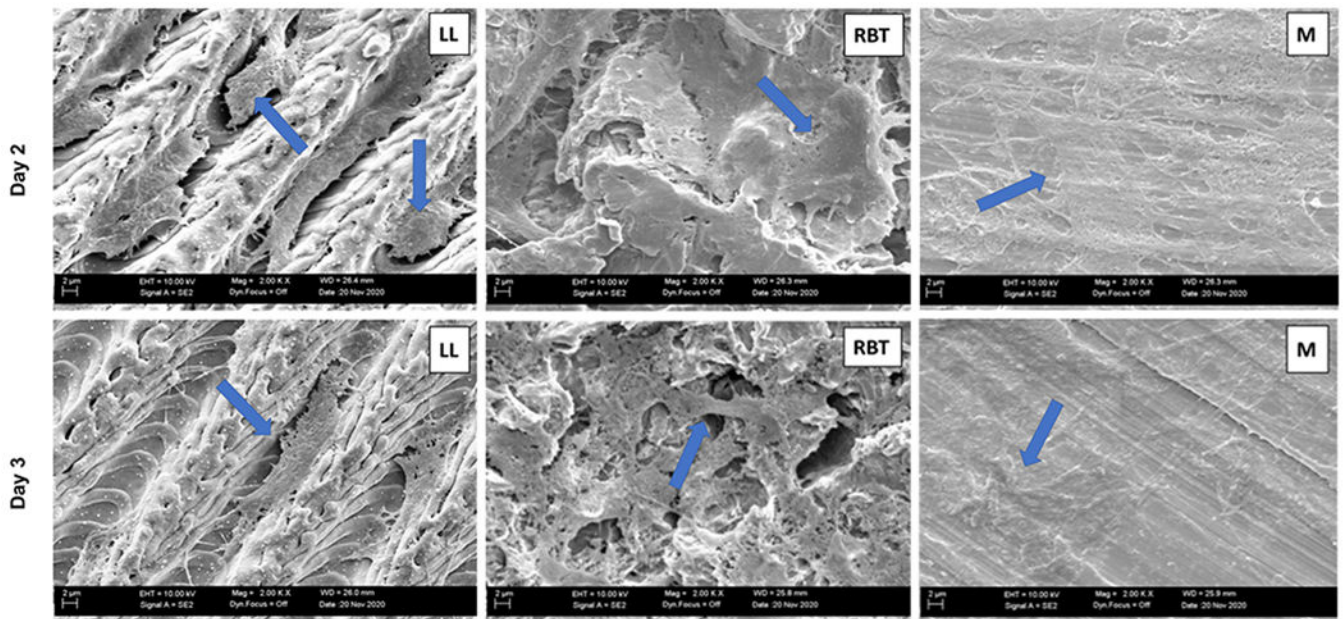 LL
RBT
M
Day 2
2 µm
EHT = 10.00 kV
Signal A = SE2
Mag = 2.00 K X
Dyn.Focus = Off
WD = 26.4 mm
Date :20 Nov 2020
2 µm
EHT = 10.00 kV
Signal A = SE2
Mag = 2.00 K X
Dyn.Focus = Off
WD = 26.3 mm
Date :20 Nov 2020
2 µm
EHT = 10.00 kV
Signal A = SE2
Mag = 2.00 K X
Dyn.Focus = Off
WD = 26.3 mm
Date :20 Nov 2020
LL
RBT
M
Day 3
2 µm
EHT = 10.00 kV
Signal A = SE2
Mag = 2.00 K X
Dyn.Focus = Off
WD = 26.0 mm
Date :20 Nov 2020
2 µm
EHT = 10.00 kV
Signal A = SE2
Mag = 2.00 K X
Dyn.Focus = Off
WD = 25.8 mm
Date :20 Nov 2020
2 µm
EHT = 10.00 kV
Signal A = SE2
Mag = 2.00 K X
Dyn.Focus = Off
WD = 25.9 mm
Date :20 Nov 2020